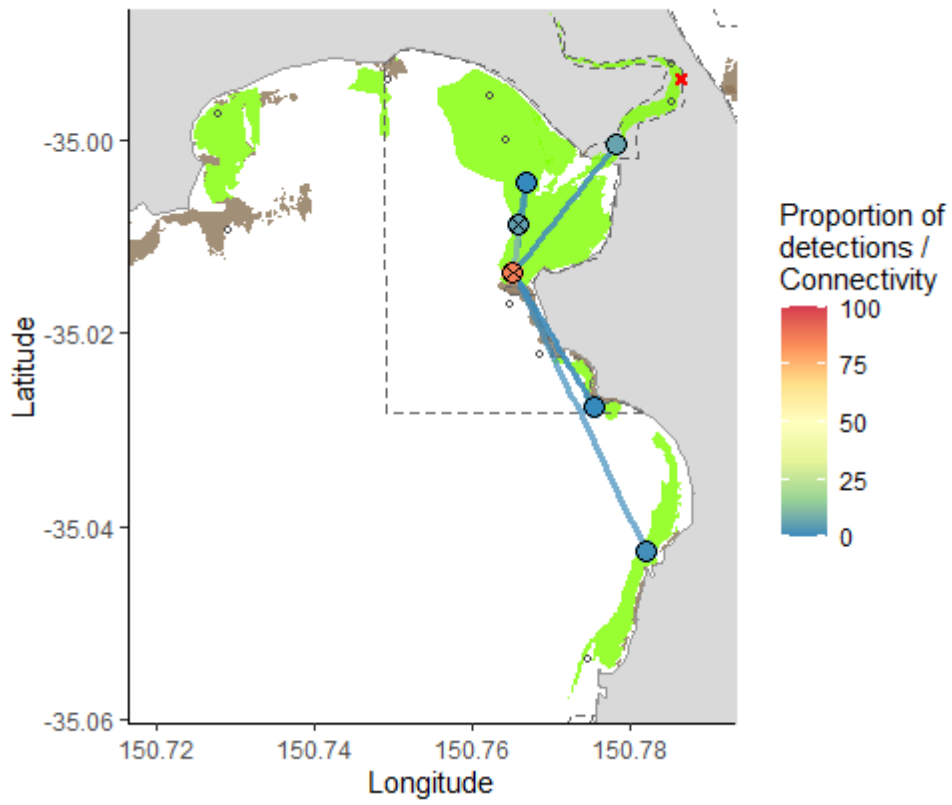 -35.00
-35.02
-35.04
-35.06
Latitude
150.72
150.74
150.76
150.78
Longitude
Proportion of
detections /
Connectivity
100
75
50
25
0